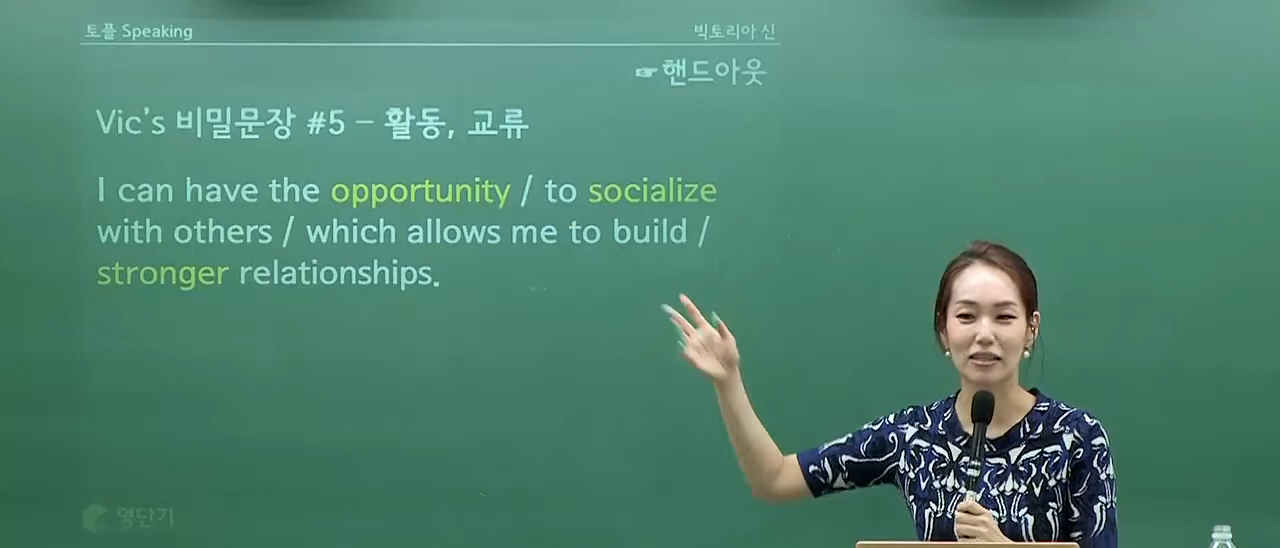 토플 Speaking
빅토리아 신
☞핸드아웃
Vic's 비밀문장 #5 – 활동, 교류
I can have the opportunity / to socialize
with others / which allows me to build /
stronger relationships.
영단기